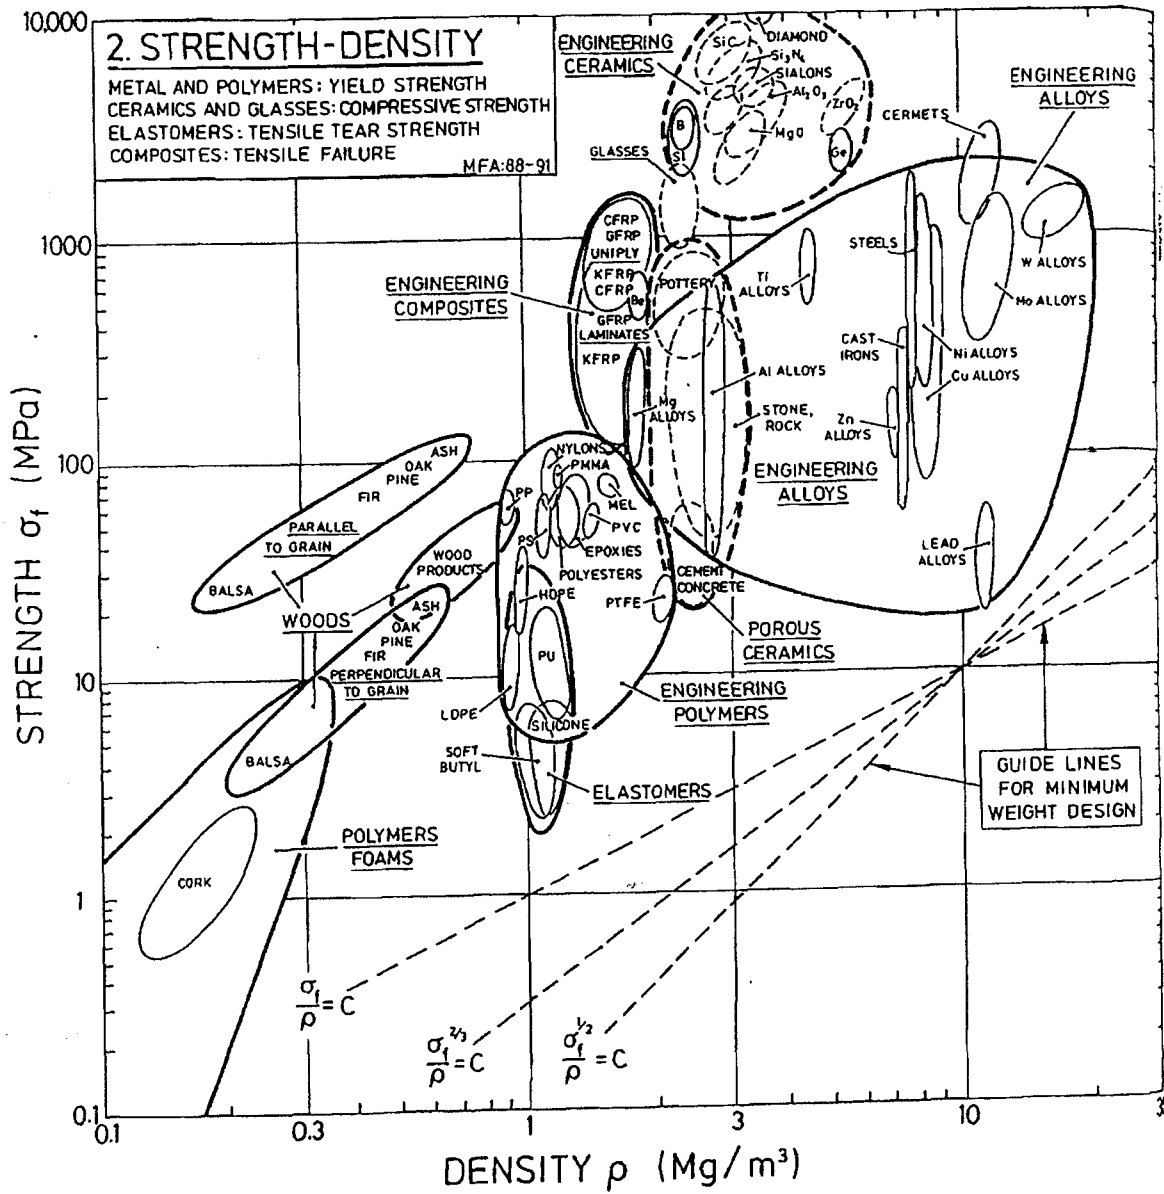 10,000
1000
100
10
1
0.1
STRENGTH σf (MPa)
2. STRENGTH-DENSITY
METAL AND POLYMERS: YIELD STRENGTH
CERAMICS AND GLASSES: COMPRESSIVE STRENGTH
ELASTOMERS: TENSILE TEAR STRENGTH
COMPOSITES: TENSILE FAILURE
MFA:88-91
ENGINEERING
CERAMICS
SiC
DIAMOND
Si3N4
SIALONS
Al2O3
ZrO2
MgO
B
Si
Ge
GLASSES
CERMETS
ENGINEERING
ALLOYS
CFRP
GFRP
UNIPLY
KFRP
CFRP
Be
GFRP
LAMINATES
KFRP
ENGINEERING
COMPOSITES
POTTERY
Ti
ALLOYS
STEELS
W ALLOYS
Mo ALLOYS
CAST
IRONS
Ni ALLOYS
Cu ALLOYS
Al ALLOYS
Mg
ALLOYS
STONE,
ROCK
Zn
ALLOYS
ENGINEERING
ALLOYS
LEAD
ALLOYS
ASH
OAK
PINE
FIR
PARALLEL
TO GRAIN
BALSA
WOODS
WOOD
PRODUCTS
ASH
OAK
PINE
FIR
PERPENDICULAR
TO GRAIN
BALSA
NYLONS
PMMA
PP
MEL
PVC
PS
EPOXIES
POLYESTERS
HDPE
PTFE
PU
LDPE
SILICONE
SOFT
BUTYL
ELASTOMERS
CEMENT
CONCRETE
POROUS
CERAMICS
ENGINEERING
POLYMERS
POLYMERS
FOAMS
CORK
GUIDE LINES
FOR MINIMUM
WEIGHT DESIGN
σf/ρ = C
σf^2/3/ρ = C
σf^1/2/ρ = C
0.1
0.3
1
3
10
DENSITY ρ (Mg/m³)